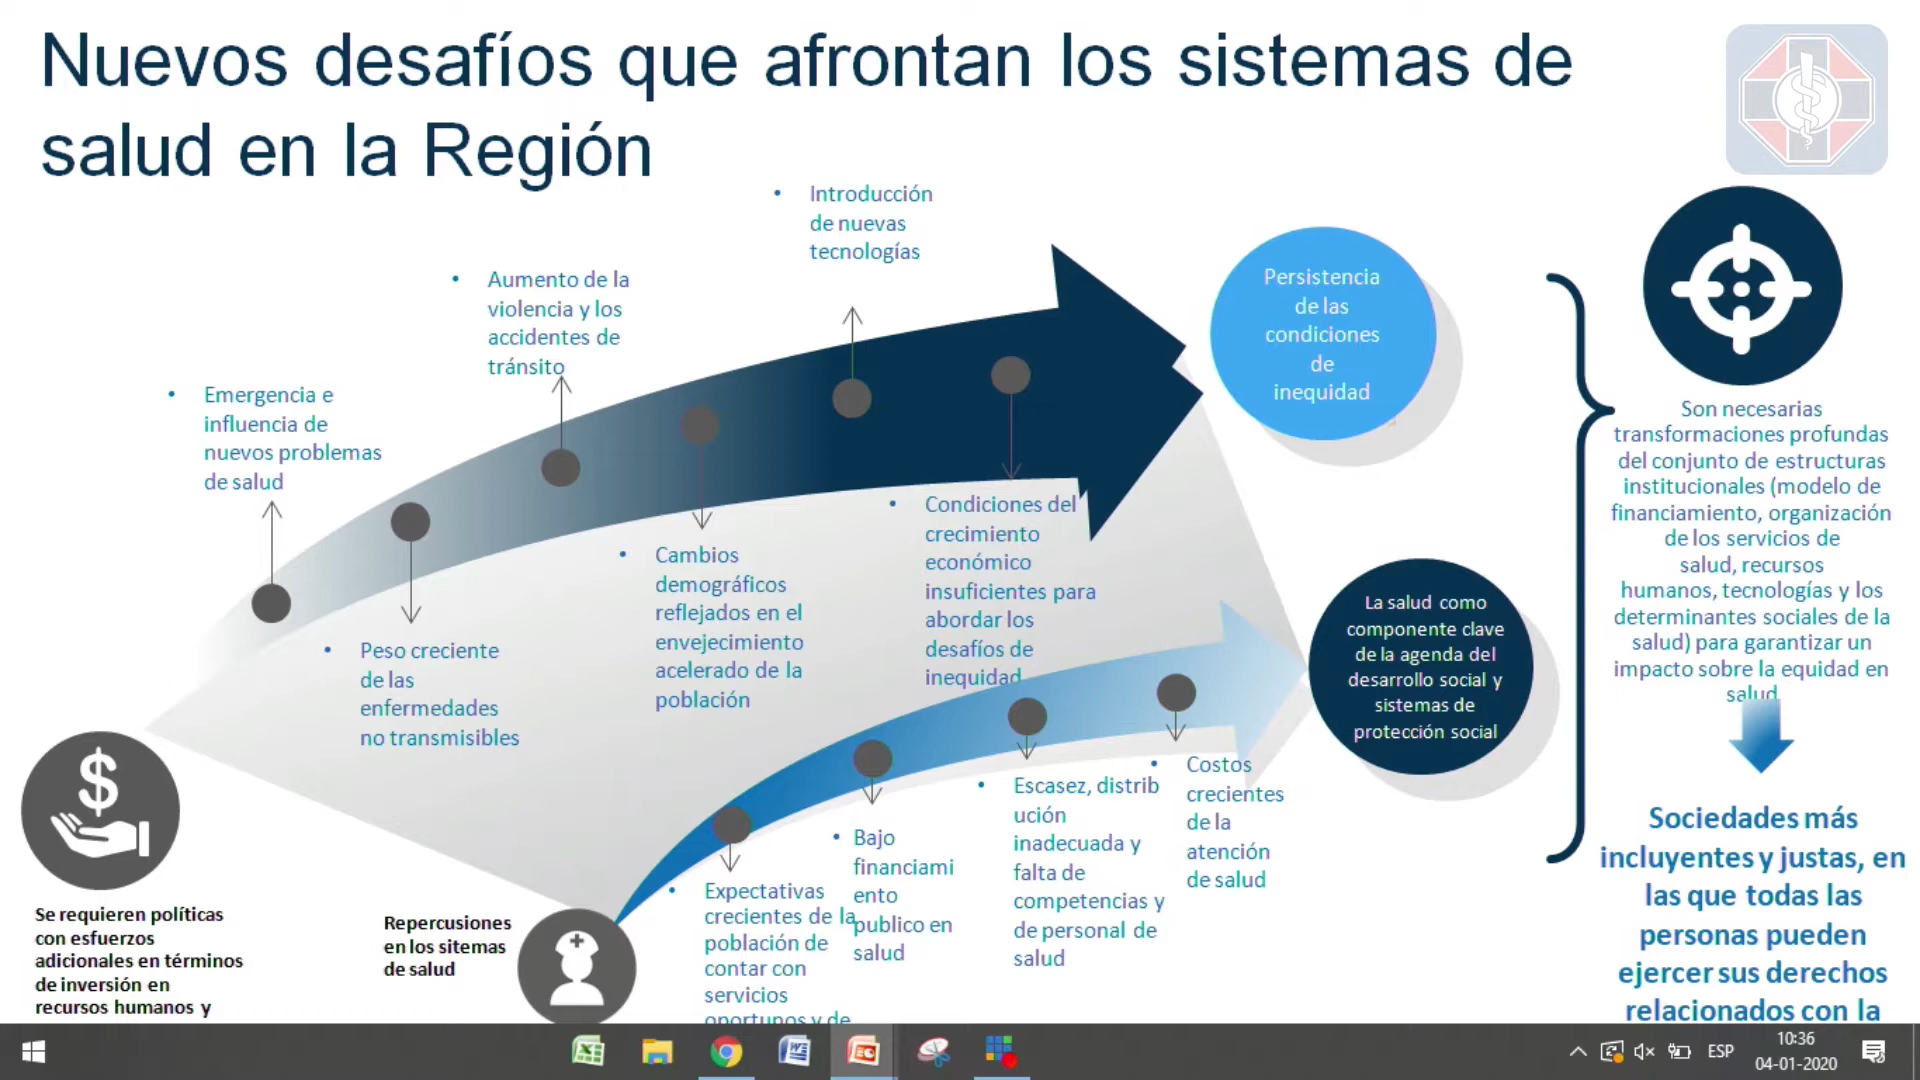 Nuevos desafíos que afrontan los sistemas de
salud en la Región
• Introducción
de nuevas
tecnologías
• Aumento de la
violencia y los
accidentes de
tránsito
• Emergencia e
influencia de
nuevos problemas
de salud
• Peso creciente
de las
enfermedades
no transmisibles
• Cambios
demográficos
reflejados en el
envejecimiento
acelerado de la
población
• Condiciones del
crecimiento
económico
insuficientes para
abordar los
desafíos de
inequidad
Persistencia
de las
condiciones
de
inequidad
La salud como
componente clave
de la agenda del
desarrollo social y
sistemas de
protección social
$
Se requieren políticas
con esfuerzos
adicionales en términos
de inversión en
recursos humanos y
Repercusiones
en los sitemas
de salud
• Expectativas
crecientes de la
población de
contar con
servicios
oportunos y de
• Bajo
financiami
ento
publico en
salud
• Escasez, distrib
ución
inadecuada y
falta de
competencias y
de personal de
salud
• Costos
crecientes
de la
atención
de salud
Son necesarias
transformaciones profundas
del conjunto de estructuras
institucionales (modelo de
financiamiento, organización
de los servicios de
salud, recursos
humanos, tecnologías y los
determinantes sociales de la
salud) para garantizar un
impacto sobre la equidad en
salud
Sociedades más
incluyentes y justas, en
las que todas las
personas pueden
ejercer sus derechos
relacionados con la
ESP
10:36
04-01-2020